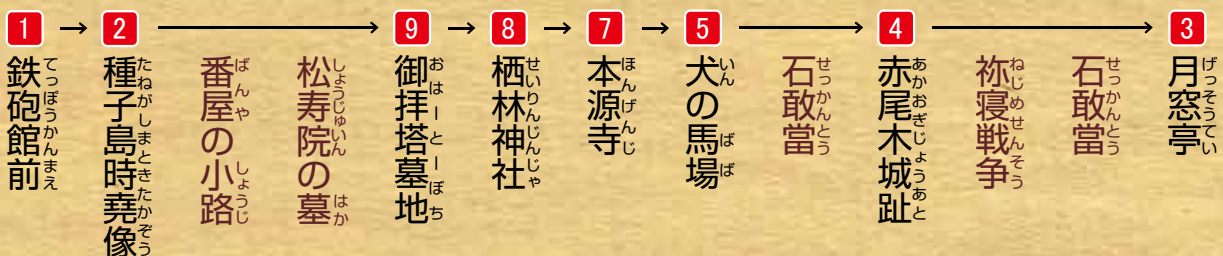 1 → 2 → 9 → 8 → 7 → 5 → 4 → 3
鉄砲館前
てっぽうかんまえ
種子島時堯像
たねがしまときたかぞう
番屋の小路
ばんや しょうじ
松寿院の墓
しょうじゅいん はか
御拝塔墓地
おはーとーぼち
栖林神社
せいりんじんじゃ
本源寺
ほんげんじ
犬の馬場
いん ばば
石敢當
せっかんとう
赤尾木城趾
あかおぎじょうあと
祢寝戦争
ねじめせんそう
石敢當
せっかんとう
月窓亭
げっそうてい